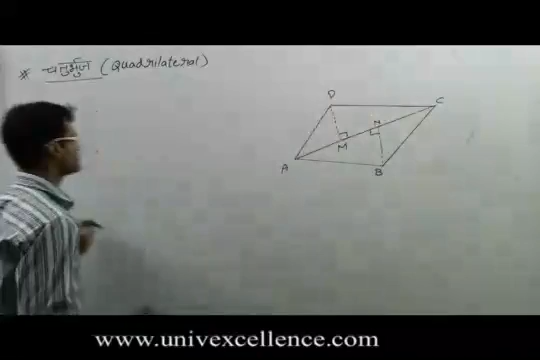 * चतुर्भुज (Quadrilateral)
D
C
N
M
A
B
www.univexcellence.com